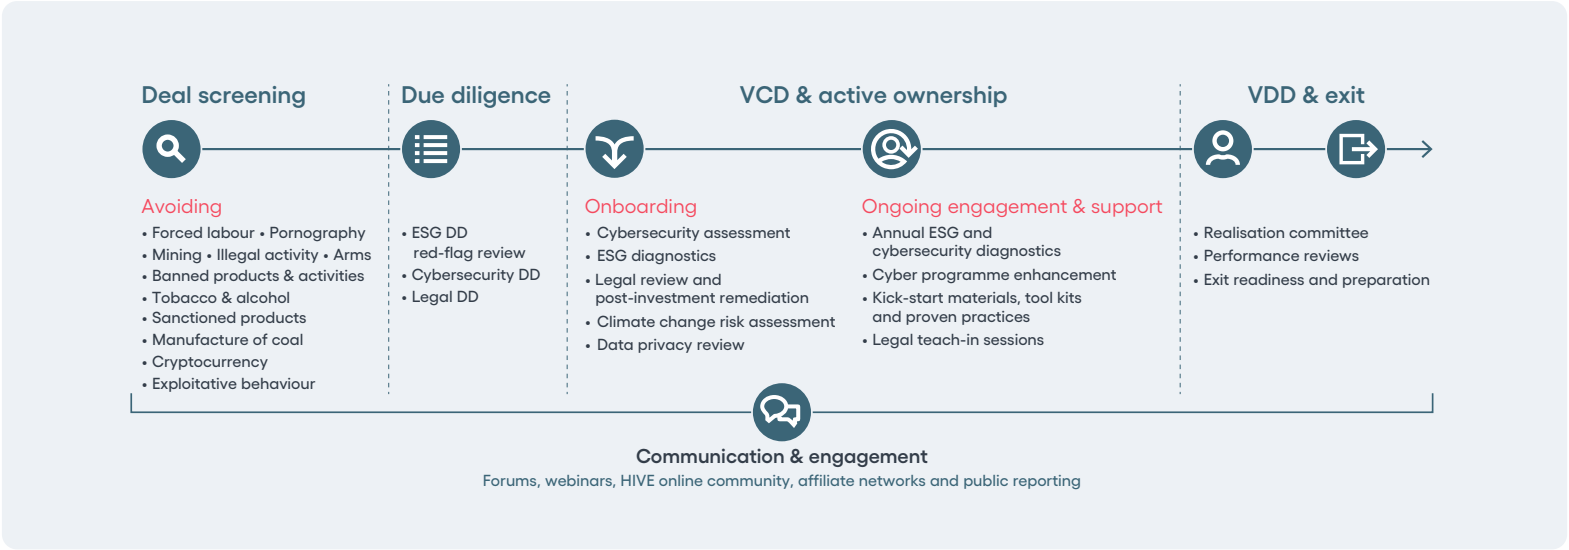 Deal screening
Avoiding
• Forced labour • Pornography
• Mining • Illegal activity • Arms
• Banned products & activities
• Tobacco & alcohol
• Sanctioned products
• Manufacture of coal
• Cryptocurrency
• Exploitative behaviour
Due diligence
• ESG DD
red-flag review
• Cybersecurity DD
• Legal DD
VCD & active ownership
Onboarding
• Cybersecurity assessment
• ESG diagnostics
• Legal review and
post-investment remediation
• Climate change risk assessment
• Data privacy review
Ongoing engagement & support
• Annual ESG and
cybersecurity diagnostics
• Cyber programme enhancement
• Kick-start materials, tool kits
and proven practices
• Legal teach-in sessions
VDD & exit
• Realisation committee
• Performance reviews
• Exit readiness and preparation
Communication & engagement
Forums, webinars, HIVE online community, affiliate networks and public reporting